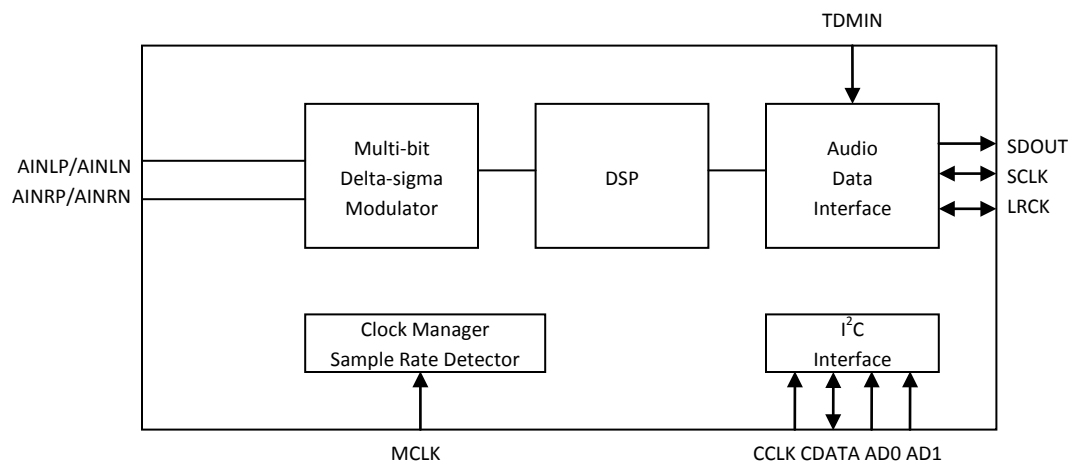 TDMIN
AINLP/AINLN
AINRP/AINRN
Multi-bit
Delta-sigma
Modulator
DSP
Audio
Data
Interface
SDOUT
SCLK
LRCK
Clock Manager
Sample Rate Detector
I²C
Interface
MCLK
CCLK CDATA AD0 AD1